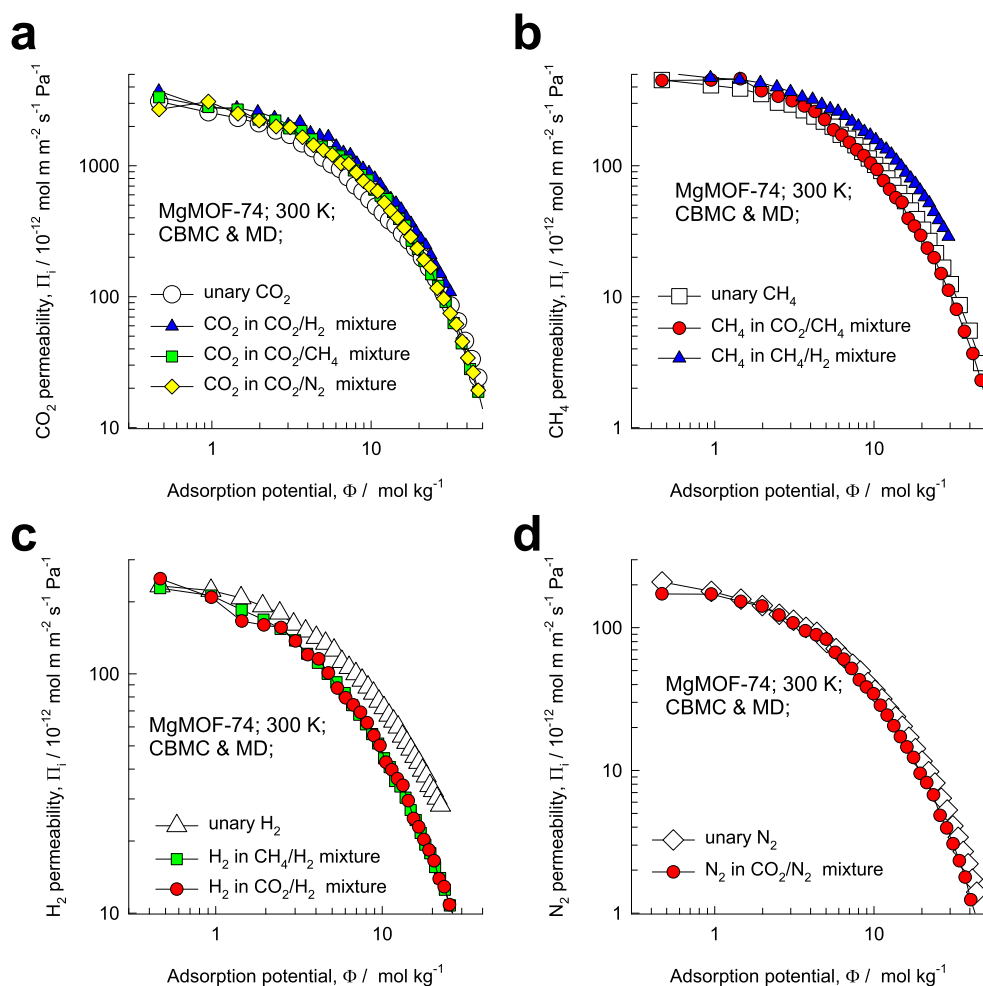 a
CO₂ permeability, Πᵢ / 10⁻¹² mol m m⁻² s⁻¹ Pa⁻¹
1000
100
10
MgMOF-74; 300 K;
CBMC & MD;
unary CO₂
CO₂ in CO₂/H₂ mixture
CO₂ in CO₂/CH₄ mixture
CO₂ in CO₂/N₂ mixture
1 10
Adsorption potential, Φ / mol kg⁻¹
b
CH₄ permeability, Πᵢ / 10⁻¹² mol m m⁻² s⁻¹ Pa⁻¹
100
10
1
MgMOF-74; 300 K;
CBMC & MD;
unary CH₄
CH₄ in CO₂/CH₄ mixture
CH₄ in CH₄/H₂ mixture
1 10
Adsorption potential, Φ / mol kg⁻¹
c
H₂ permeability, Πᵢ / 10⁻¹² mol m m⁻² s⁻¹ Pa⁻¹
100
10
MgMOF-74; 300 K;
CBMC & MD;
unary H₂
H₂ in CH₄/H₂ mixture
H₂ in CO₂/H₂ mixture
1 10
Adsorption potential, Φ / mol kg⁻¹
d
N₂ permeability, Πᵢ / 10⁻¹² mol m m⁻² s⁻¹ Pa⁻¹
100
10
1
MgMOF-74; 300 K;
CBMC & MD;
unary N₂
N₂ in CO₂/N₂ mixture
1 10
Adsorption potential, Φ / mol kg⁻¹